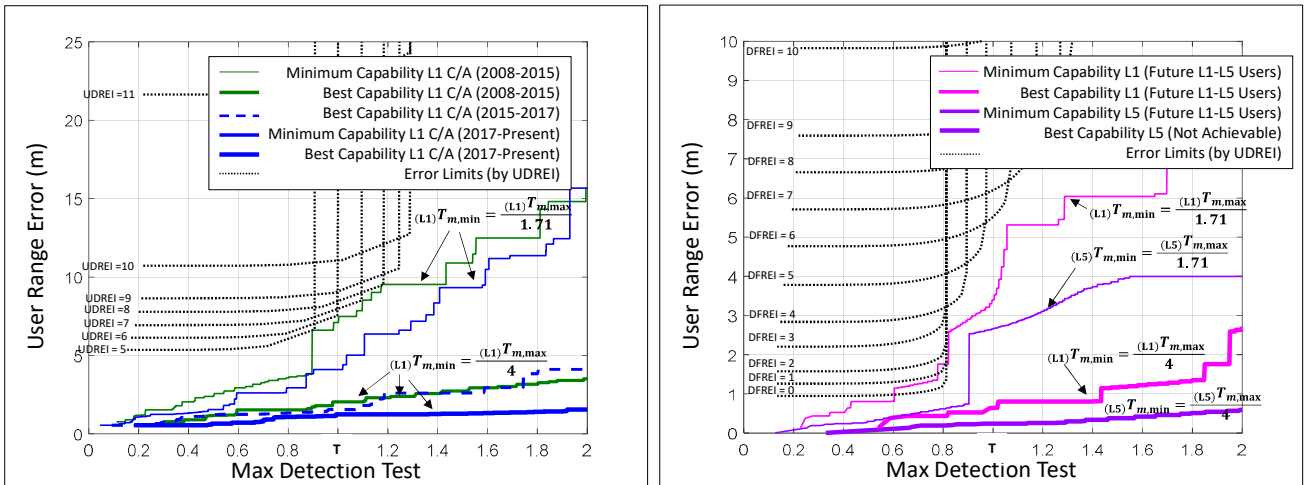 25
20
15
10
5
0
User Range Error (m)
UDREI =11
UDREI =10
UDREI =9
UDREI =8
UDREI =7
UDREI =6
UDREI = 5
Minimum Capability L1 C/A (2008-2015)
Best Capability L1 C/A (2008-2015)
Best Capability L1 C/A (2015-2017)
Minimum Capability L1 C/A (2017-Present)
Best Capability L1 C/A (2017-Present)
Error Limits (by UDREI)
(L1)Tm,min = (L1)Tm,max
1.71
(L1)Tm,min = (L1)Tm,max
4
0 0.2 0.4 0.6 0.8 T 1.2 1.4 1.6 1.8 2
Max Detection Test
10
9
8
7
6
5
4
3
2
1
0
User Range Error (m)
DFREI = 10
DFREI = 9
DFREI = 8
DFREI = 7
DFREI = 6
DFREI = 5
DFREI = 4
DFREI = 3
DFREI = 2
DFREI = 1
DFREI = 0
Minimum Capability L1 (Future L1-L5 Users)
Best Capability L1 (Future L1-L5 Users)
Minimum Capability L5 (Future L1-L5 Users)
Best Capability L5 (Not Achievable)
Error Limits (by UDREI)
(L1)Tm,min = (L1)Tm,max
1.71
(L5)Tm,min = (L5)Tm,max
1.71
(L1)Tm,min = (L1)Tm,max
4
(L5)Tm,min = (L5)Tm,max
4
0 0.2 0.4 0.6 0.8 T 1.2 1.4 1.6 1.8 2
Max Detection Test